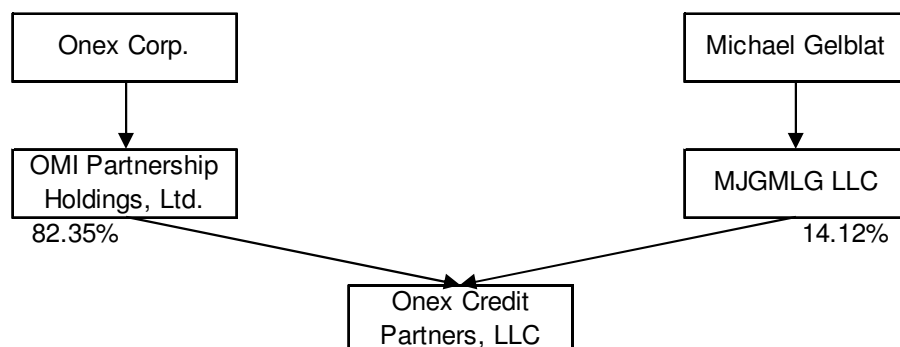 Onex Corp.
Michael Gelblat
OMI Partnership
Holdings, Ltd.
MJGMLG LLC
82.35%
14.12%
Onex Credit
Partners, LLC